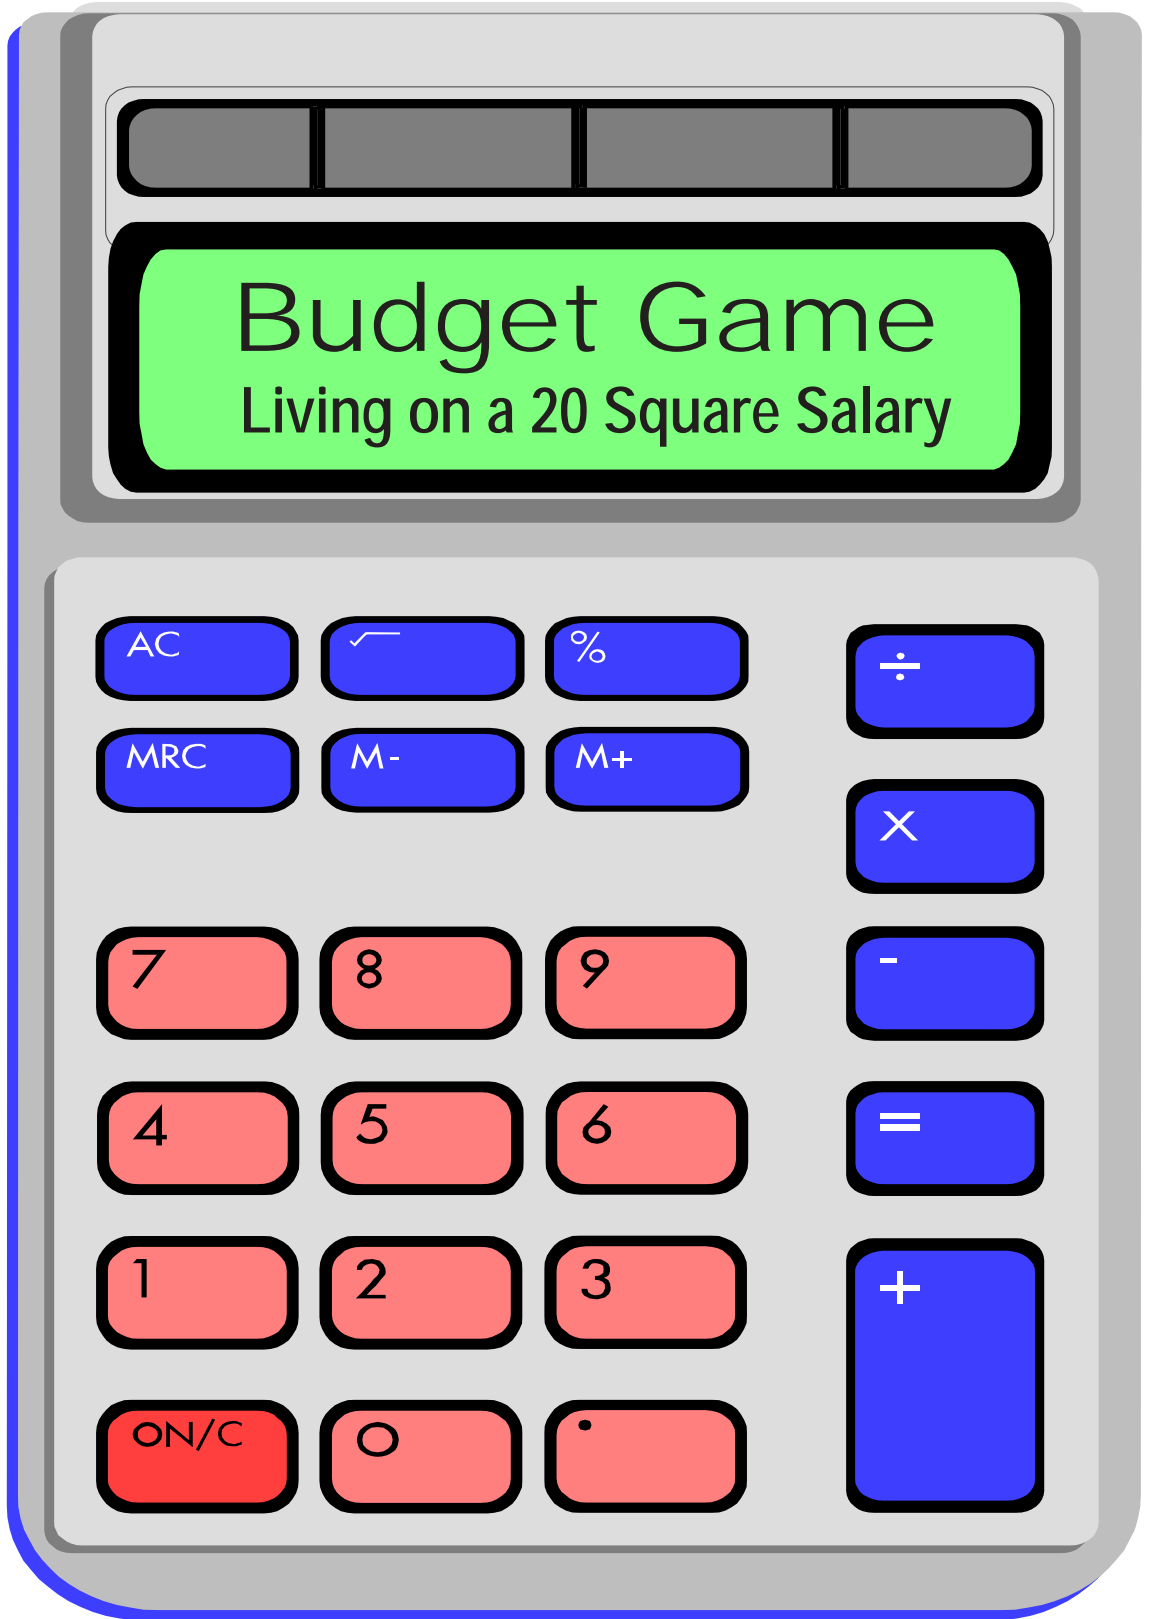 Budget Game
Living on a 20 Square Salary
AC √ % ÷
MRC M- M+
X
7 8 9 -
4 5 6 =
1 2 3 +
ON/C 0 .